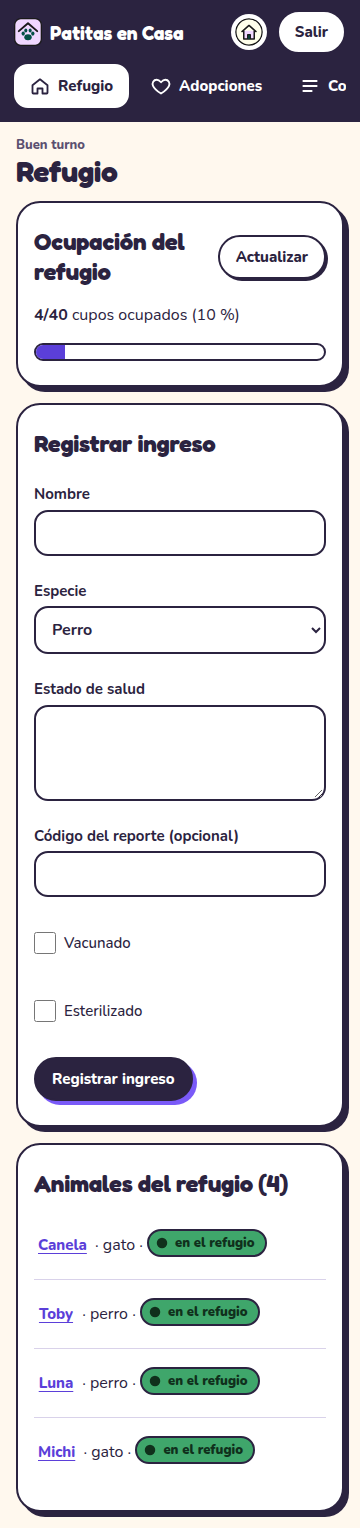 Patitas en Casa
Salir
Refugio
Adopciones
Co
Buen turno
Refugio
Ocupación del
refugio
Actualizar
4/40 cupos ocupados (10 %)
Registrar ingreso
Nombre
Especie
Perro
Estado de salud
Código del reporte (opcional)
Vacunado
Esterilizado
Registrar ingreso
Animales del refugio (4)
Canela · gato · en el refugio
Toby · perro · en el refugio
Luna · perro · en el refugio
Michi · gato · en el refugio